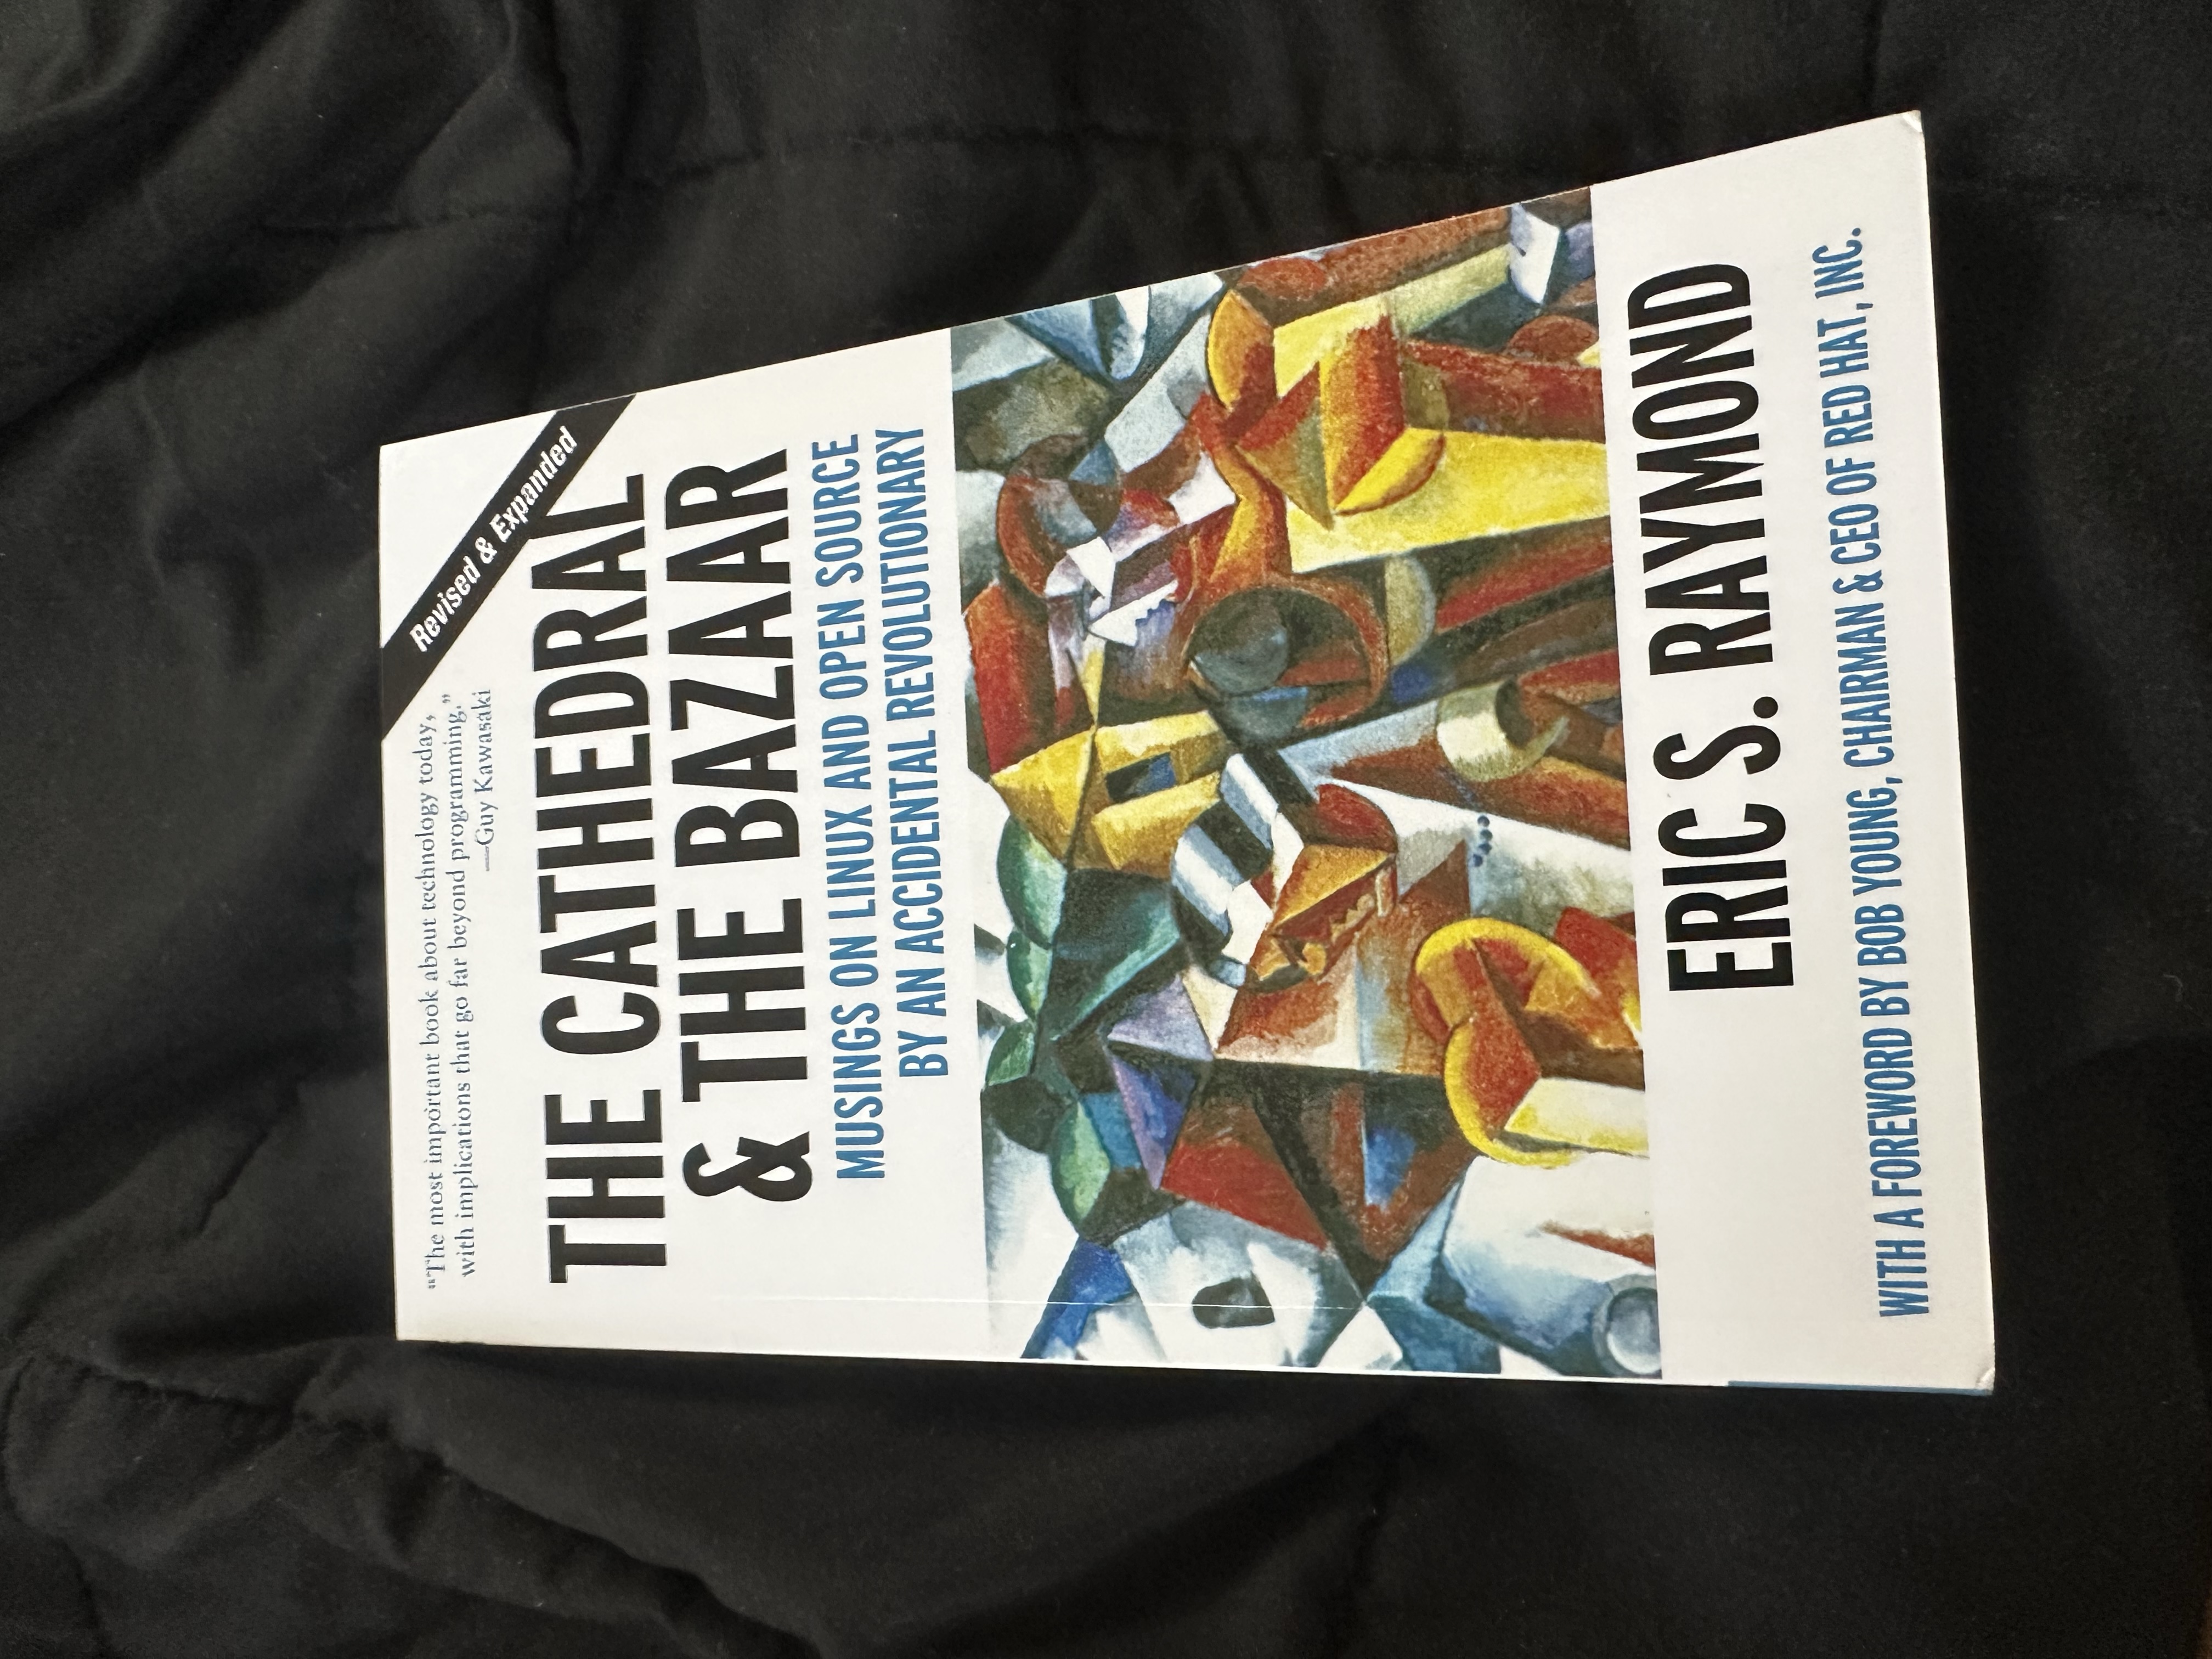 “The most important book about technology today,
with implications that go far beyond programming.”
—Guy Kawasaki
Revised & Expanded
THE CATHEDRAL
& THE BAZAAR
MUSINGS ON LINUX AND OPEN SOURCE
BY AN ACCIDENTAL REVOLUTIONARY
ERIC S. RAYMOND
WITH A FOREWORD BY BOB YOUNG, CHAIRMAN & CEO OF RED HAT, INC.